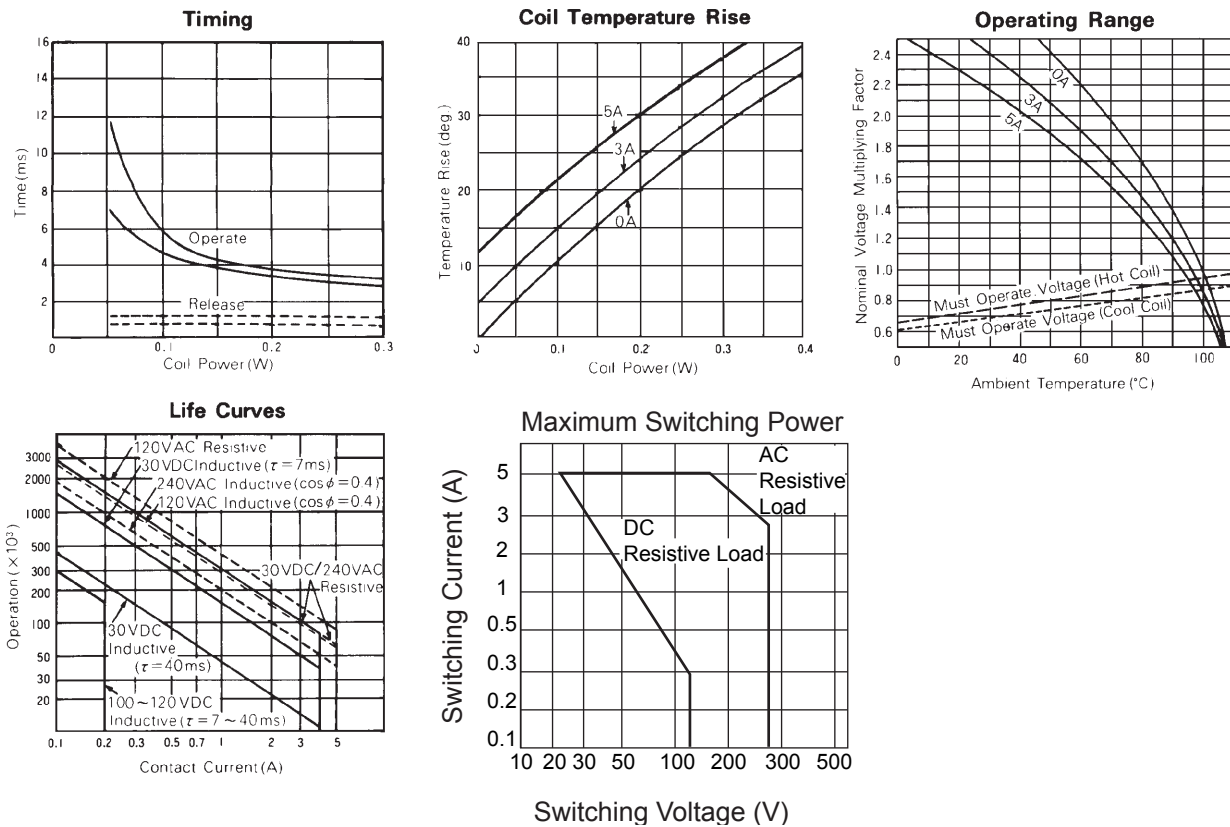 Timing
16
14
12
10
8
6
4
2
Time (ms)
Operate
Release
0
0.1
0.2
0.3
Coil Power (W)
Coil Temperature Rise
40
30
20
10
Temperature Rise (deg.)
5A
3A
0A
0.1
0.2
0.3
0.4
Coil Power (W)
Operating Range
2.4
2.2
2.0
1.8
1.6
1.4
1.2
1.0
0.8
0.6
Nominal Voltage Multiplying Factor
0A
3A
5A
Must Operate Voltage (Hot Coil)
Must Operate Voltage (Cool Coil)
0
20
40
60
80
100
Ambient Temperature (°C)
Life Curves
3000
2000
1000
500
300
200
100
50
30
20
Operation (× 10³)
120VAC Resistive
30VDC Inductive (τ = 7ms)
240VAC Inductive (cosϕ = 0.4)
120VAC Inductive (cosϕ = 0.4)
30VDC/240VAC
Resistive
30VDC
Inductive
(τ = 40ms)
100~120VDC
Inductive (τ = 7 ~ 40ms)
0.1
0.2
0.3
0.5
0.7
1
2
3
5
Contact Current (A)
Maximum Switching Power
5
3
2
1
0.5
0.3
0.2
0.1
Switching Current (A)
AC
Resistive
Load
DC
Resistive Load
10
20
30
50
100
200
300
500
Switching Voltage (V)